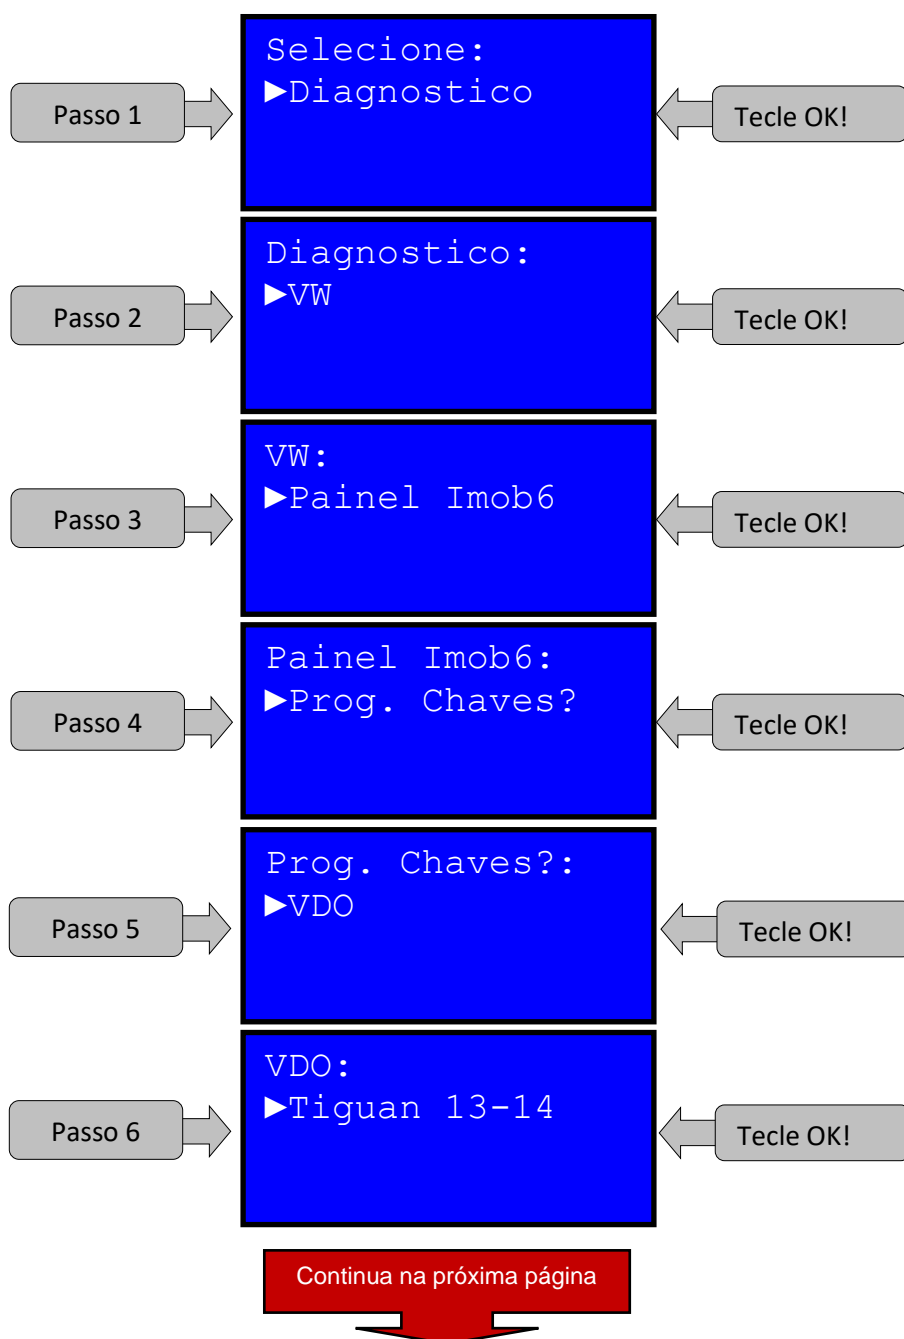 Selecione:
►Diagnostico
Passo 1
Tecle OK!
Diagnostico:
►VW
Passo 2
Tecle OK!
VW:
►Painel Imob6
Passo 3
Tecle OK!
Painel Imob6:
►Prog. Chaves?
Passo 4
Tecle OK!
Prog. Chaves?:
►VDO
Passo 5
Tecle OK!
VDO:
►Tiguan 13-14
Passo 6
Tecle OK!
Continua na próxima página